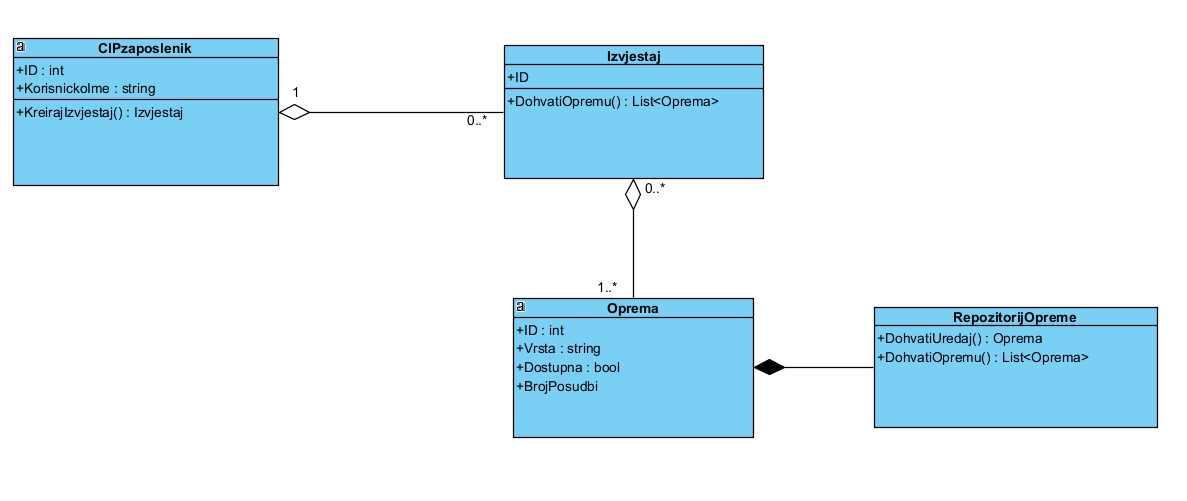 a
CIPzaposlenik
+ID : int
+KorisnickoIme : string
+KreirajIzvjestaj() : Izvjestaj
1
0..*
Izvjestaj
+ID
+DohvatiOpremu() : List<Oprema>
0..*
1..*
a
Oprema
+ID : int
+Vrsta : string
+Dostupna : bool
+BrojPosudbi
RepozitorijOpreme
+DohvatiUredaj() : Oprema
+DohvatiOpremu() : List<Oprema>